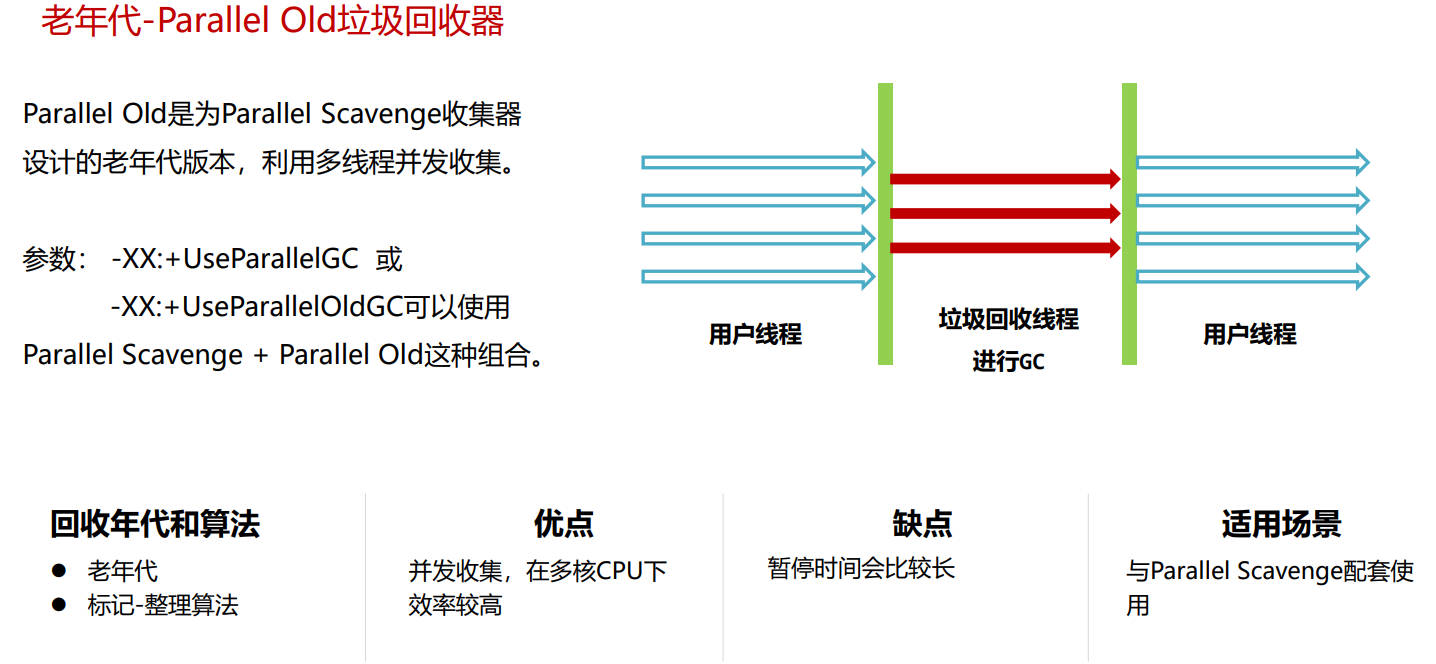 老年代-Parallel Old垃圾回收器
Parallel Old是为Parallel Scavenge收集器
设计的老年代版本，利用多线程并发收集。
参数： -XX:+UseParallelGC 或
-XX:+UseParallelOldGC可以使用
Parallel Scavenge + Parallel Old这种组合。
用户线程
垃圾回收线程
进行GC
用户线程
回收年代和算法
● 老年代
● 标记-整理算法
优点
并发收集，在多核CPU下
效率较高
缺点
暂停时间会比较长
适用场景
与Parallel Scavenge配套使
用